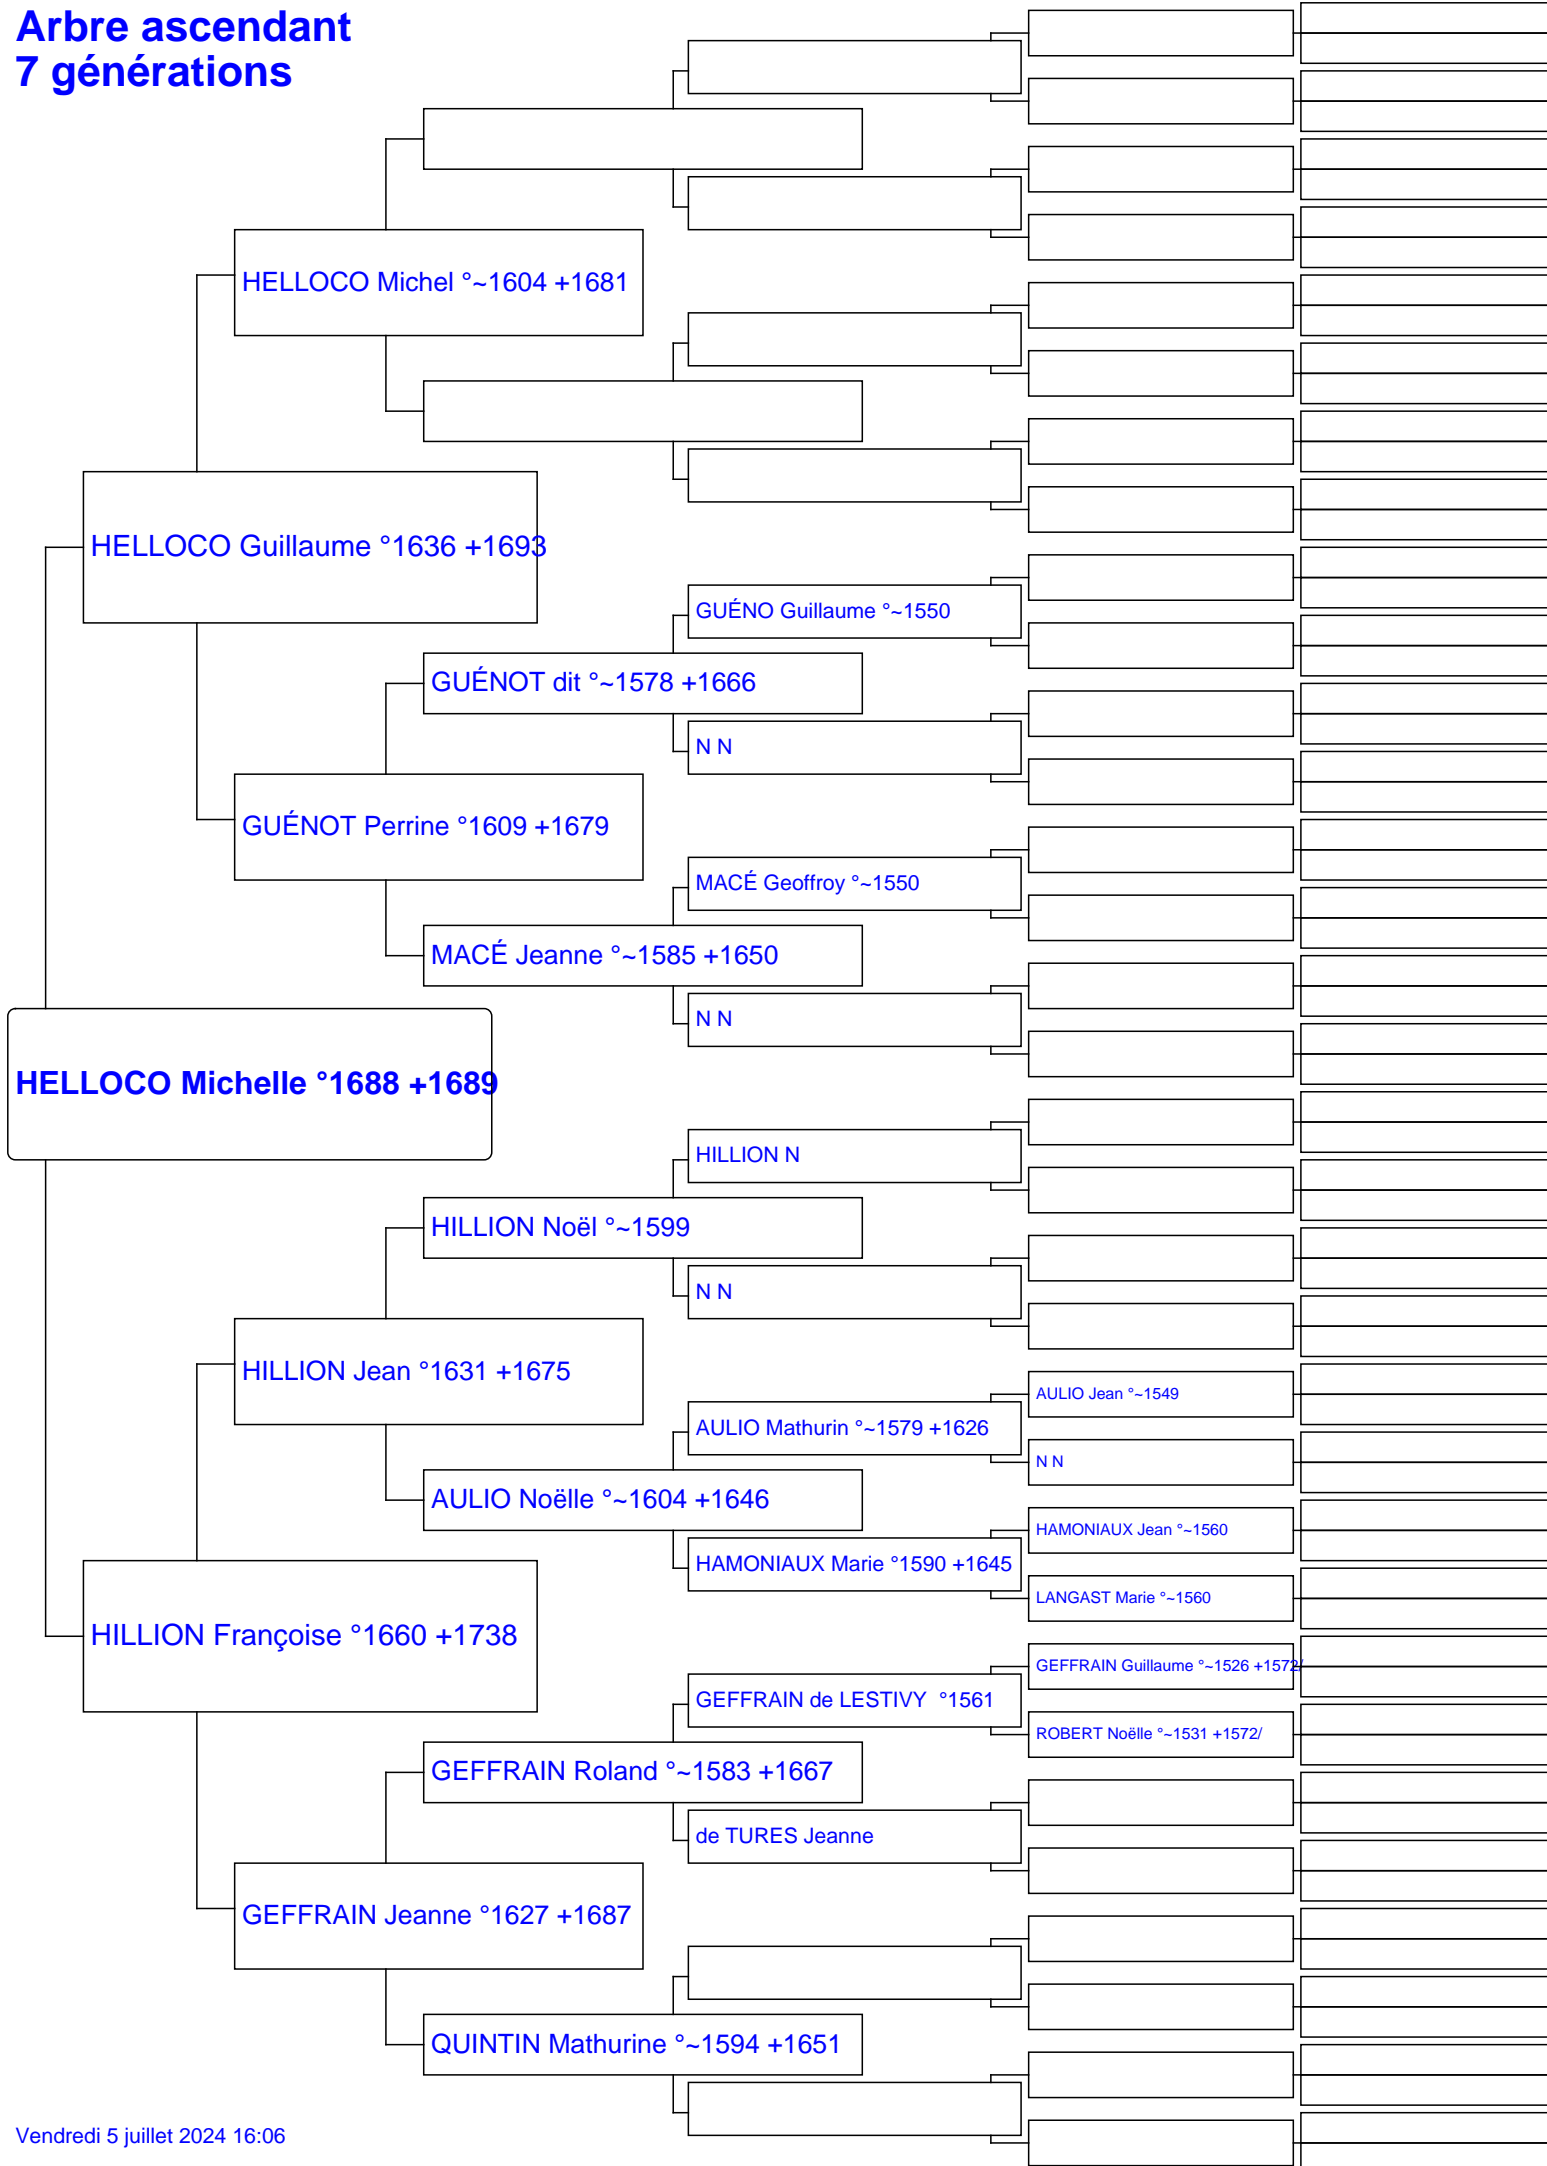 Arbre ascendant
7 générations
HELLOCO Michel °~1604 +1681
HELLOCO Guillaume °1636 +1693
GUÉNO Guillaume °~1550
GUÉNOT dit °~1578 +1666
N N
GUÉNOT Perrine °1609 +1679
MACÉ Geoffroy °~1550
MACÉ Jeanne °~1585 +1650
N N
HELLOCO Michelle °1688 +1689
HILLION N
HILLION Noël °~1599
N N
HILLION Jean °1631 +1675
AULIO Jean °~1549
AULIO Mathurin °~1579 +1626
N N
AULIO Noëlle °~1604 +1646
HAMONIAUX Jean °~1560
HAMONIAUX Marie °1590 +1645
LANGAST Marie °~1560
HILLION Françoise °1660 +1738
GEFFRAIN Guillaume °~1526 +1572/
GEFFRAIN de LESTIVY °1561
ROBERT Noëlle °~1531 +1572/
GEFFRAIN Roland °~1583 +1667
de TURES Jeanne
GEFFRAIN Jeanne °1627 +1687
QUINTIN Mathurine °~1594 +1651
Vendredi 5 juillet 2024 16:06